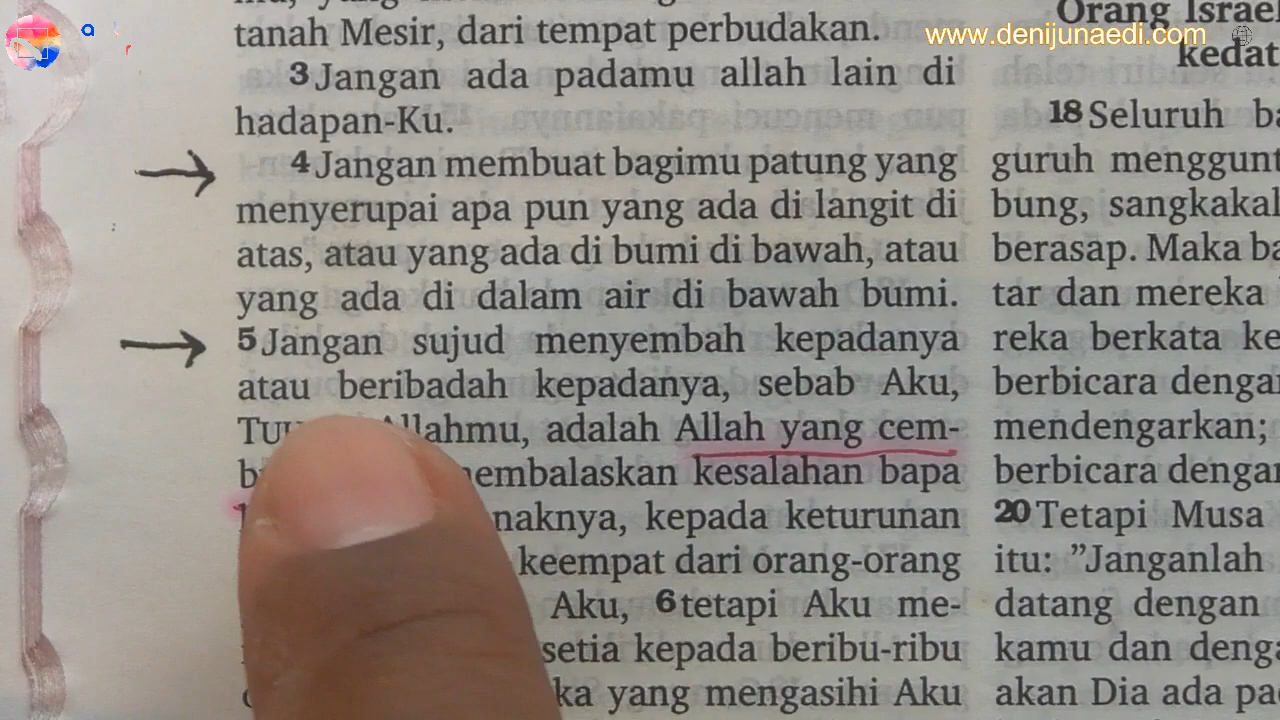 tanah Mesir, dari tempat perbudakan.
3 Jangan ada padamu allah lain di
hadapan-Ku.
4 Jangan membuat bagimu patung yang
menyerupai apa pun yang ada di langit di
atas, atau yang ada di bumi di bawah, atau
yang ada di dalam air di bawah bumi.
5 Jangan sujud menyembah kepadanya
atau beribadah kepadanya, sebab Aku,
Allahmu, adalah Allah yang cem-
kesalahan bapa
kepada keturunan
keempat dari orang-orang
Aku, 6 tetapi Aku me-
setia kepada beribu-ribu
yang mengasihi Aku
Orang Israel
kedat
18 Seluruh ba
guruh menggunt
bung, sangkakal
berasap. Maka ba
tar dan mereka
reka berkata ke
berbicara denga
mendengarkan;
berbicara dengan
20 Tetapi Musa
itu: ”Janganlah
datang dengan
kamu dan denga
akan Dia ada pa
www.denijunaedi.com
a
r